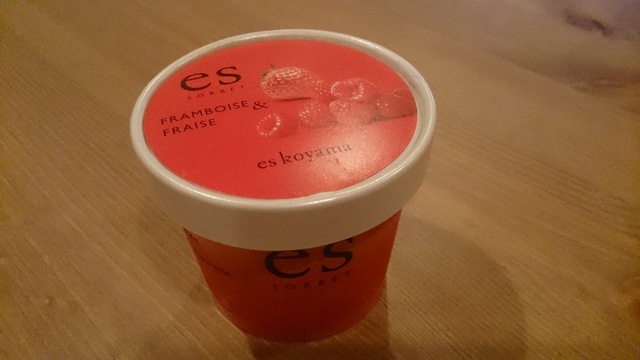 es
SORBET
FRAMBOISE &
FRAISE
es koyama
es
SORBET